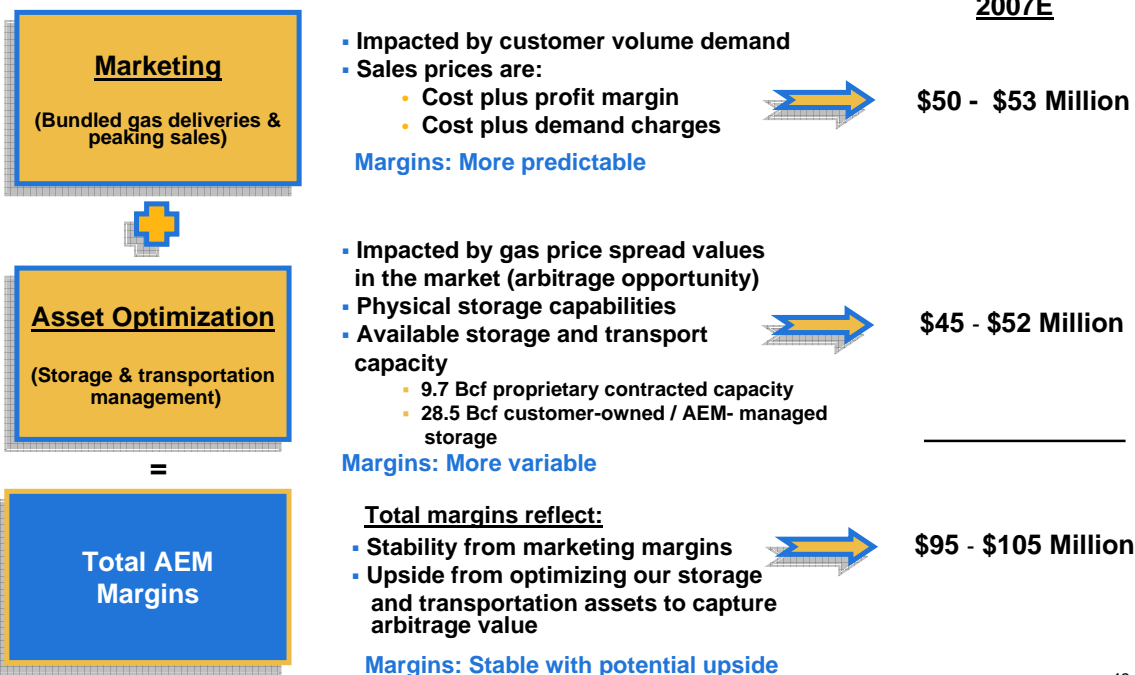 2007E
Marketing
(Bundled gas deliveries &
peaking sales)
▪ Impacted by customer volume demand
▪ Sales prices are:
• Cost plus profit margin
• Cost plus demand charges
Margins: More predictable
$50 - $53 Million
Asset Optimization
(Storage & transportation
management)
▪ Impacted by gas price spread values
in the market (arbitrage opportunity)
▪ Physical storage capabilities
▪ Available storage and transport
capacity
▪ 9.7 Bcf proprietary contracted capacity
▪ 28.5 Bcf customer-owned / AEM- managed
storage
Margins: More variable
$45 - $52 Million
=
Total AEM
Margins
Total margins reflect:
▪ Stability from marketing margins
▪ Upside from optimizing our storage
and transportation assets to capture
arbitrage value
Margins: Stable with potential upside
$95 - $105 Million